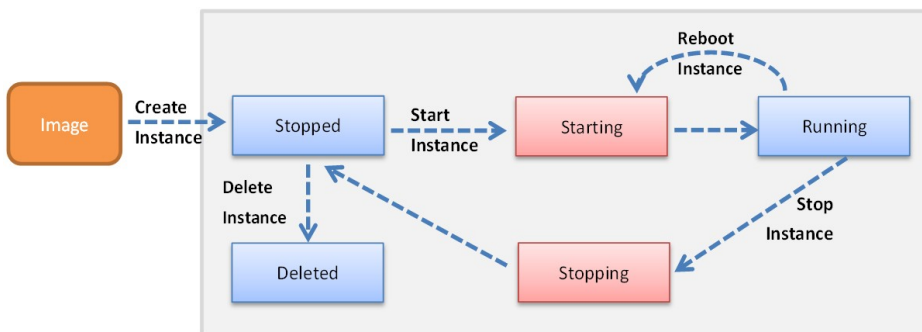 Reboot
Instance
Image
Create
Instance
Stopped
Start
Instance
Starting
Running
Delete
Instance
Stop
Instance
Deleted
Stopping